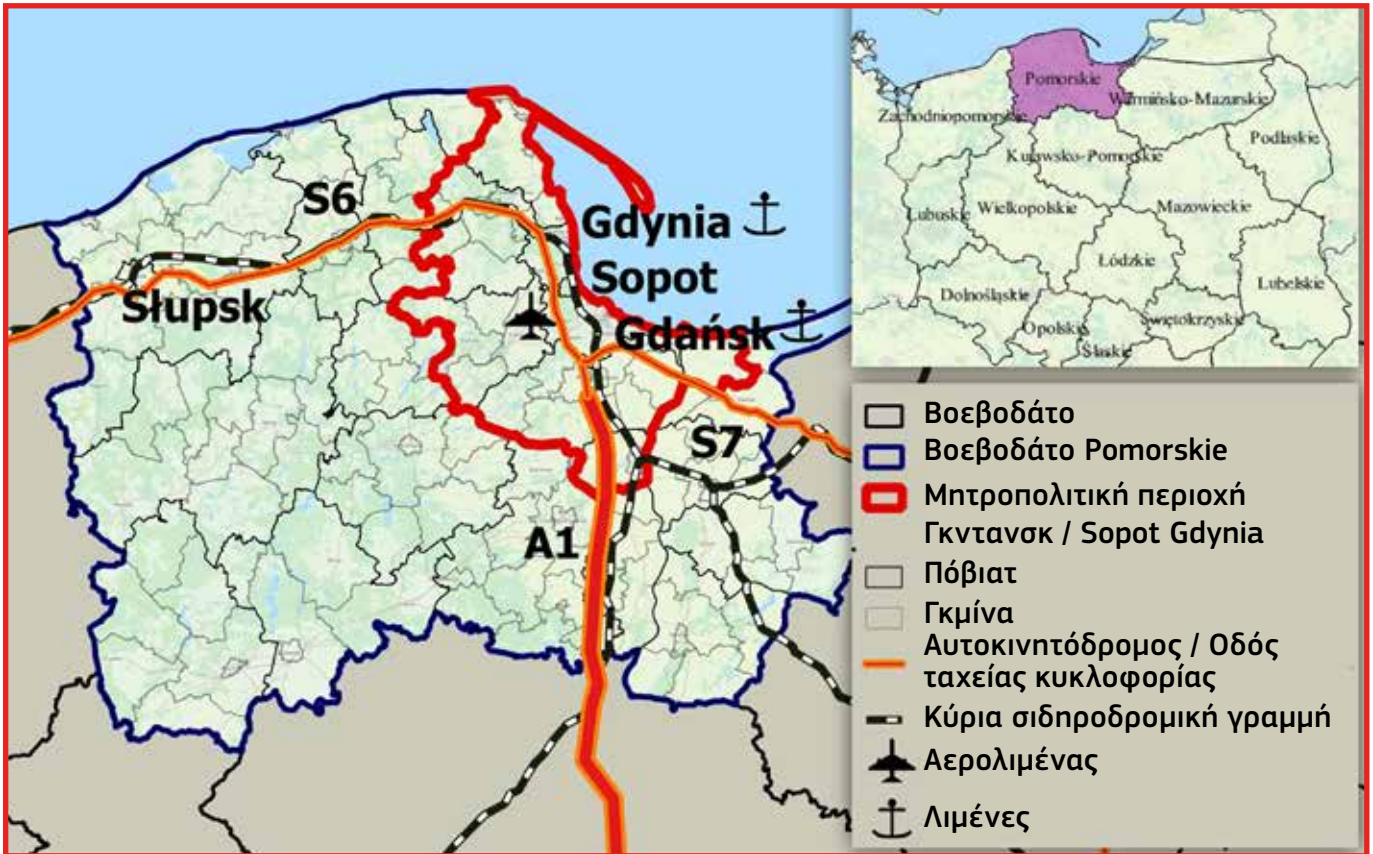 S6
Gdynia
Sopot
Słupsk
Gdańsk
S7
A1
Pomorskie
Zachodniopomorskie
Warmińsko-Mazurskie
Podlaskie
Kujawsko-Pomorskie
Lubuskie
Wielkopolskie
Mazowieckie
Łódzkie
Dolnośląskie
Lubelskie
Opolskie
Świętokrzyskie
Śląskie
Βοεβοδάτο
Βοεβοδάτο Pomorskie
Μητροπολιτική περιοχή
Γκντανσκ / Sopot Gdynia
Πόβιατ
Γκμίνα
Αυτοκινητόδρομος / Οδός
ταχείας κυκλοφορίας
Κύρια σιδηροδρομική γραμμή
Αερολιμένας
Λιμένες